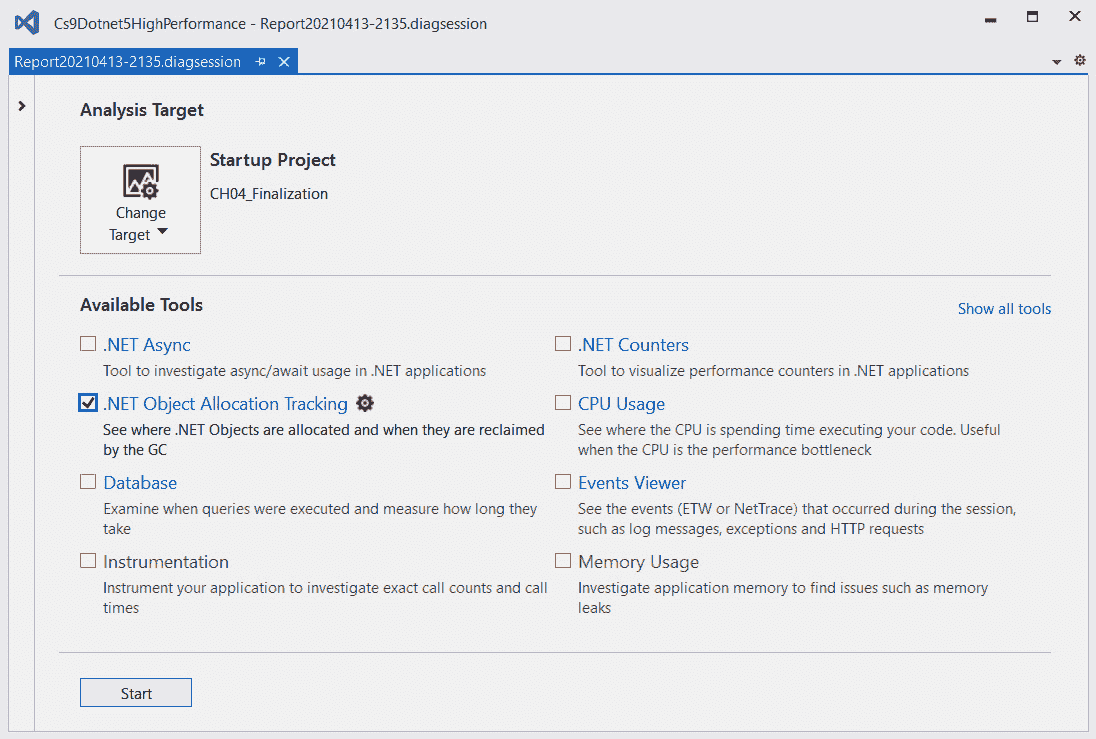 Cs9Dotnet5HighPerformance - Report20210413-2135.diagsession
Report20210413-2135.diagsession
Analysis Target
Change
Target
Startup Project
CH04_Finalization
Available Tools
Show all tools
.NET Async
Tool to investigate async/await usage in .NET applications
.NET Counters
Tool to visualize performance counters in .NET applications
.NET Object Allocation Tracking
See where .NET Objects are allocated and when they are reclaimed
by the GC
CPU Usage
See where the CPU is spending time executing your code. Useful
when the CPU is the performance bottleneck
Database
Examine when queries were executed and measure how long they
take
Events Viewer
See the events (ETW or NetTrace) that occurred during the session,
such as log messages, exceptions and HTTP requests
Instrumentation
Instrument your application to investigate exact call counts and call
times
Memory Usage
Investigate application memory to find issues such as memory
leaks
Start